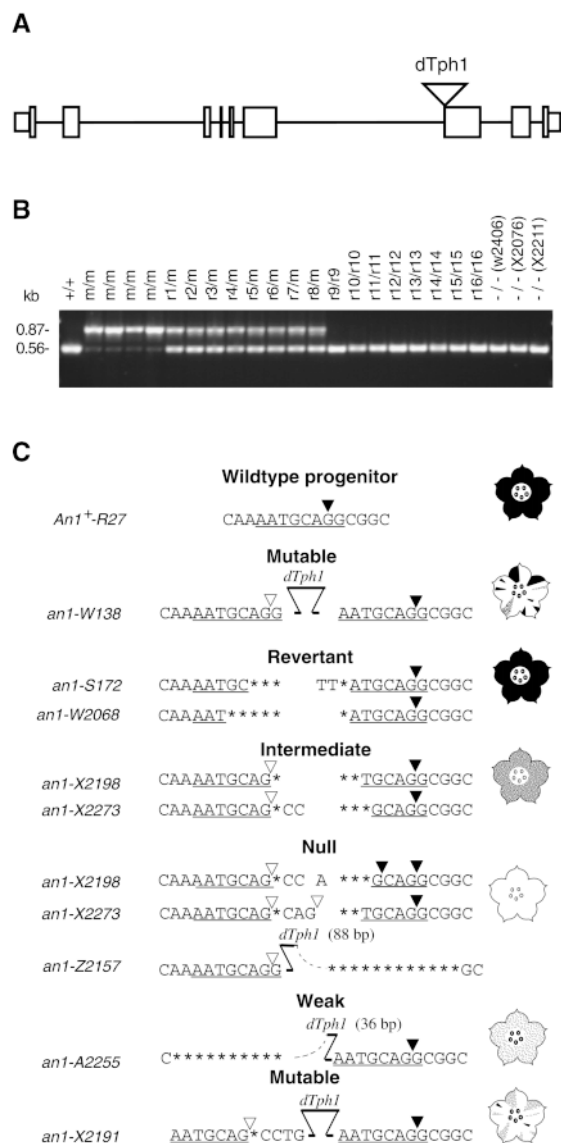 A
dTph1
B
kb +/+ m/m m/m m/m m/m r1/m r2/m r3/m r4/m r5/m r6/m r7/m r8/m r9/r9 r10/r10 r11/r11 r12/r12 r13/r13 r14/r14 r15/r15 r16/r16 -/- (w2406) -/- (X2076) -/- (X2211)
0.87-
0.56-
C
Wildtype progenitor
An1+-R27 CAAAATGCAGGCGGC
Mutable
dTph1
an1-W138 CAAAATGCAGG AATGCAGGCGGC
Revertant
an1-S172 CAAAATGC*** TT*ATGCAGGCGGC
an1-W2068 CAAAAT***** *ATGCAGGCGGC
Intermediate
an1-X2198 CAAAATGCAG* **TGCAGGCGGC
an1-X2273 CAAAATGCAG*CC ***GCAGGCGGC
Null
an1-X2198 CAAAATGCAG*CC A ***GCAGGCGGC
an1-X2273 CAAAATGCAG*CAG **TGCAGGCGGC
dTph1 (88 bp)
an1-Z2157 CAAAATGCAGG ************GC
Weak
dTph1 (36 bp)
an1-A2255 C********** AATGCAGGCGGC
Mutable
dTph1
an1-X2191 AATGCAG*CCTG AATGCAGGCGGC